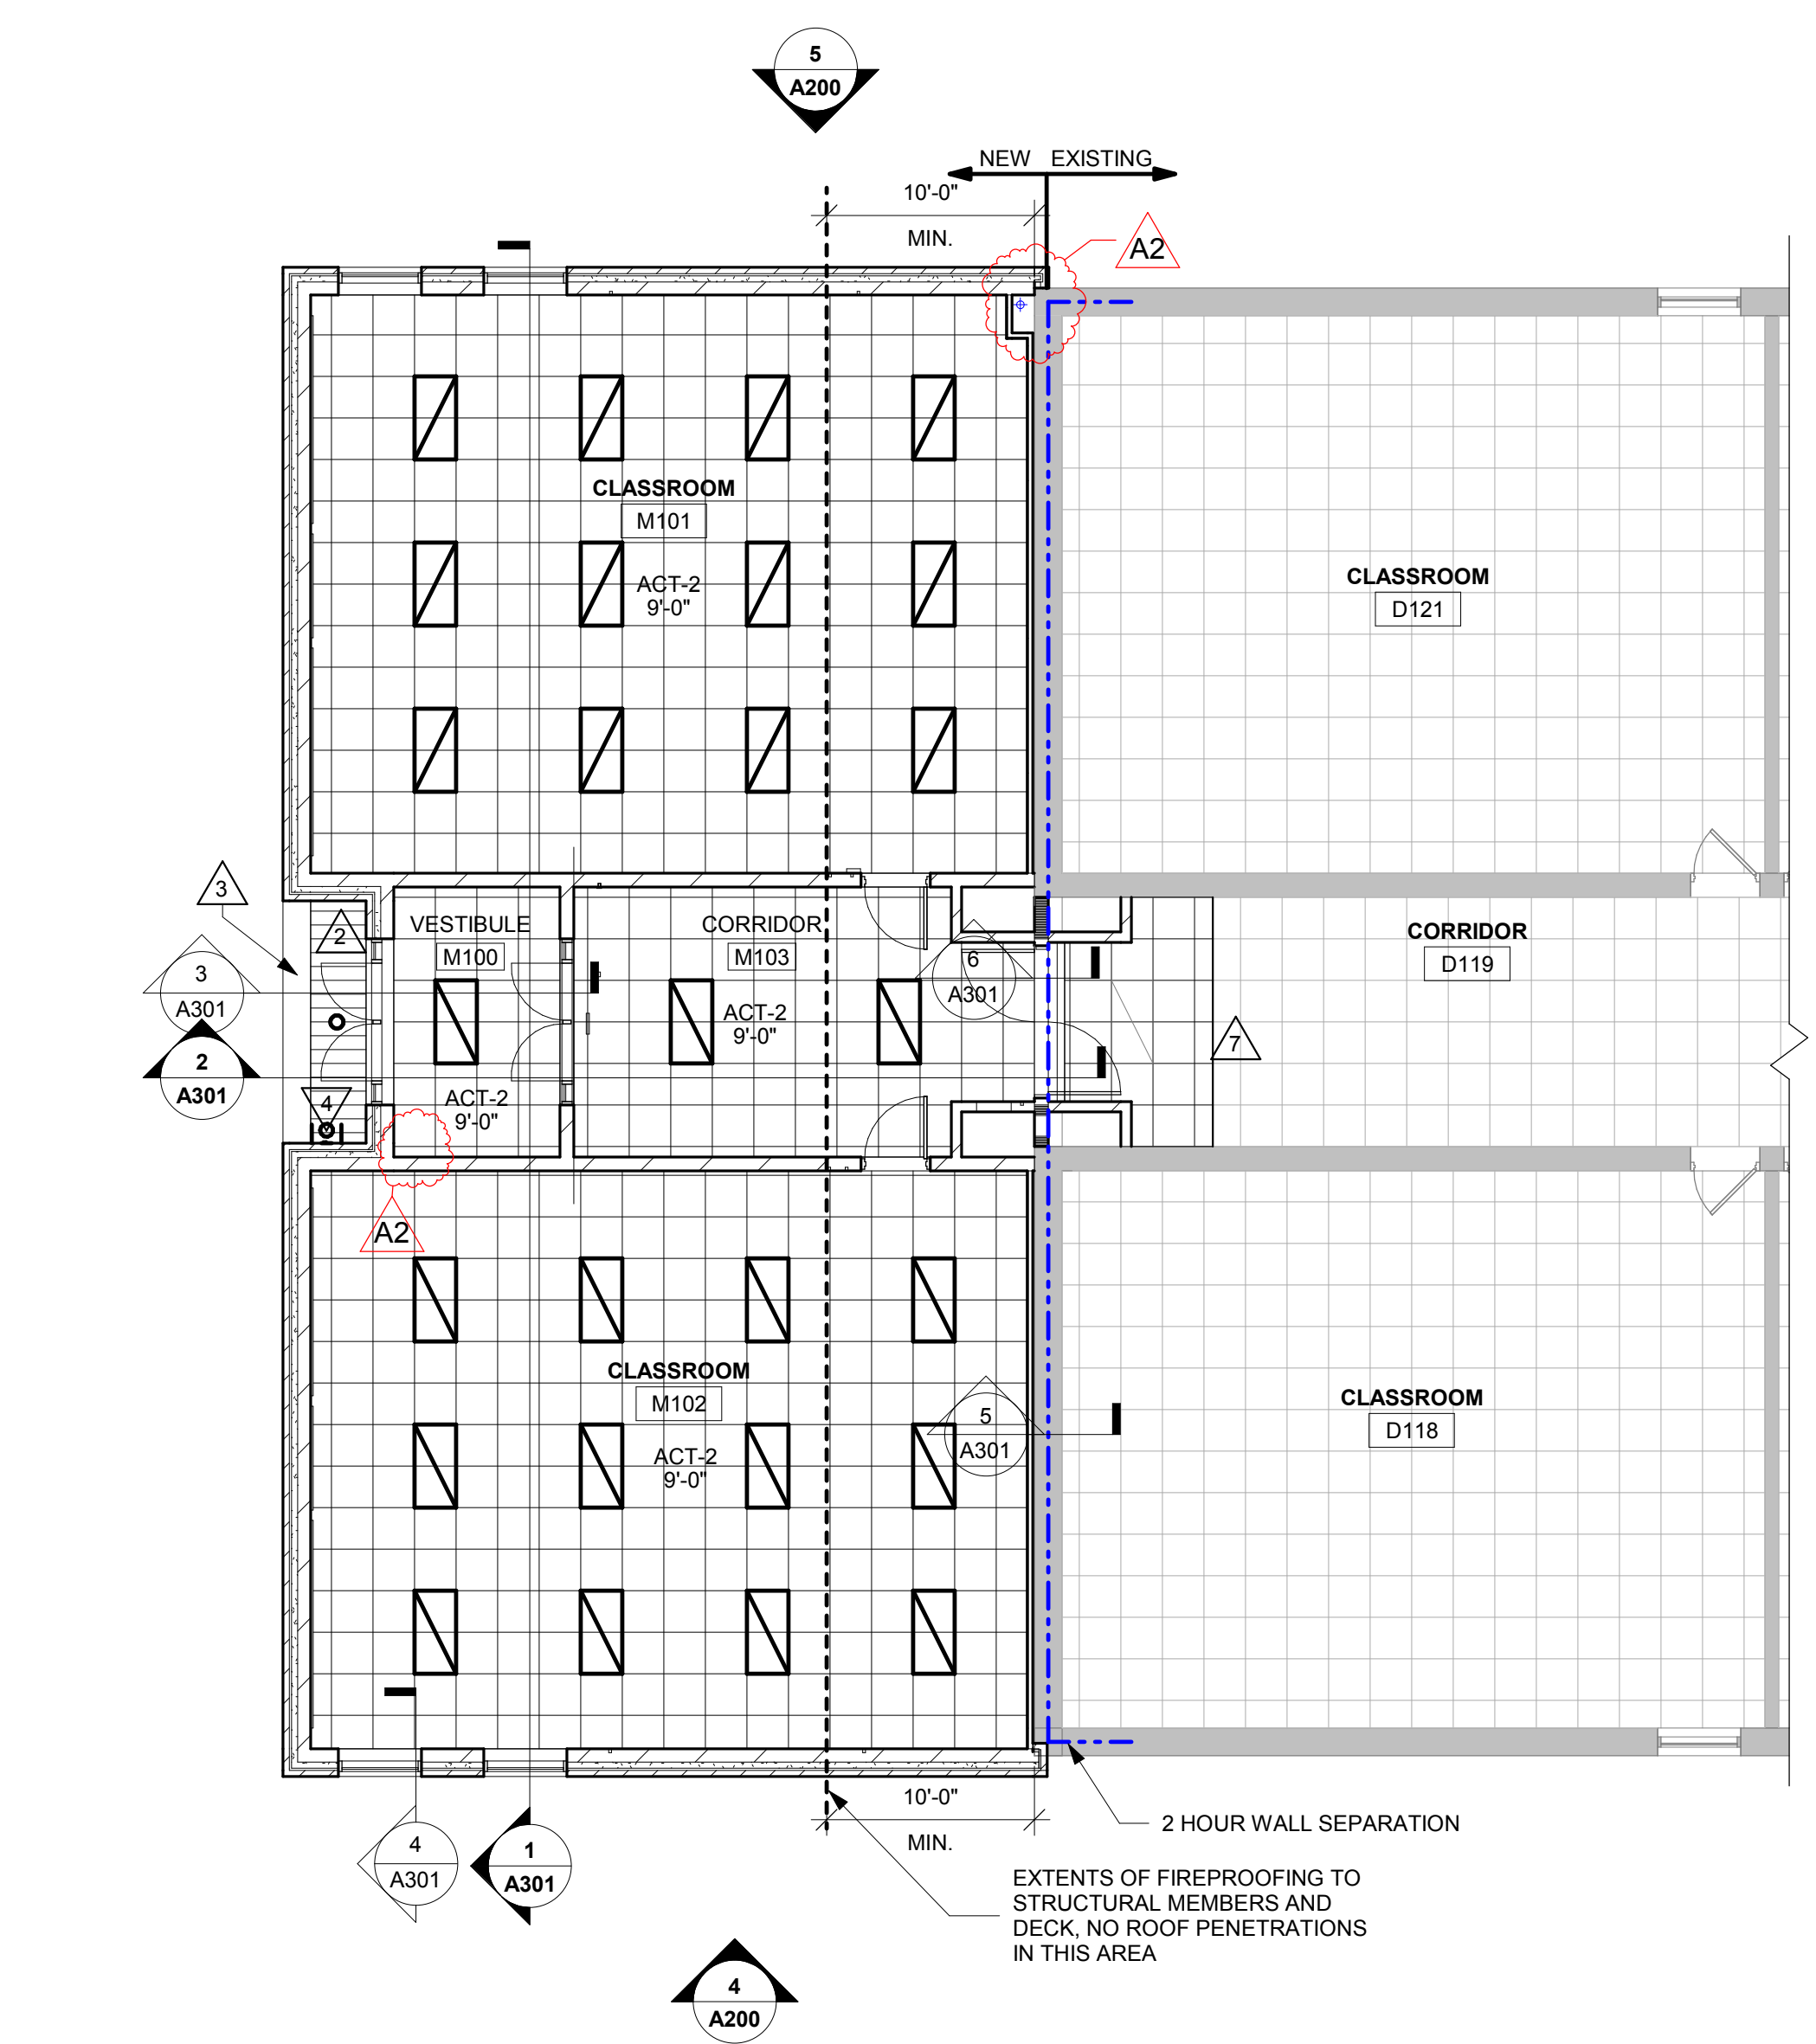 5
A200
NEW EXISTING
10'-0"
MIN.
A2
CLASSROOM
M101
ACT-2
9'-0"
CLASSROOM
D121
3
2
VESTIBULE
M100
CORRIDOR
M103
CORRIDOR
D119
3
A301
6
A301
ACT-2
9'-0"
7
2
A301
4
ACT-2
9'-0"
A2
CLASSROOM
M102
ACT-2
9'-0"
5
A301
CLASSROOM
D118
10'-0"
MIN.
2 HOUR WALL SEPARATION
4
A301
1
A301
EXTENTS OF FIREPROOFING TO
STRUCTURAL MEMBERS AND
DECK, NO ROOF PENETRATIONS
IN THIS AREA
4
A200